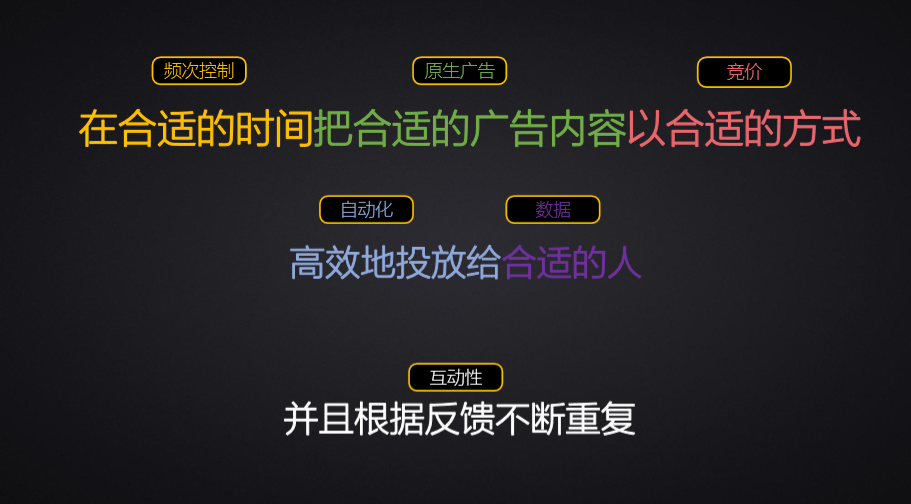 频次控制 原生广告 竞价
在合适的时间把合适的广告内容以合适的方式
自动化 数据
高效地投放给合适的人
互动性
并且根据反馈不断重复